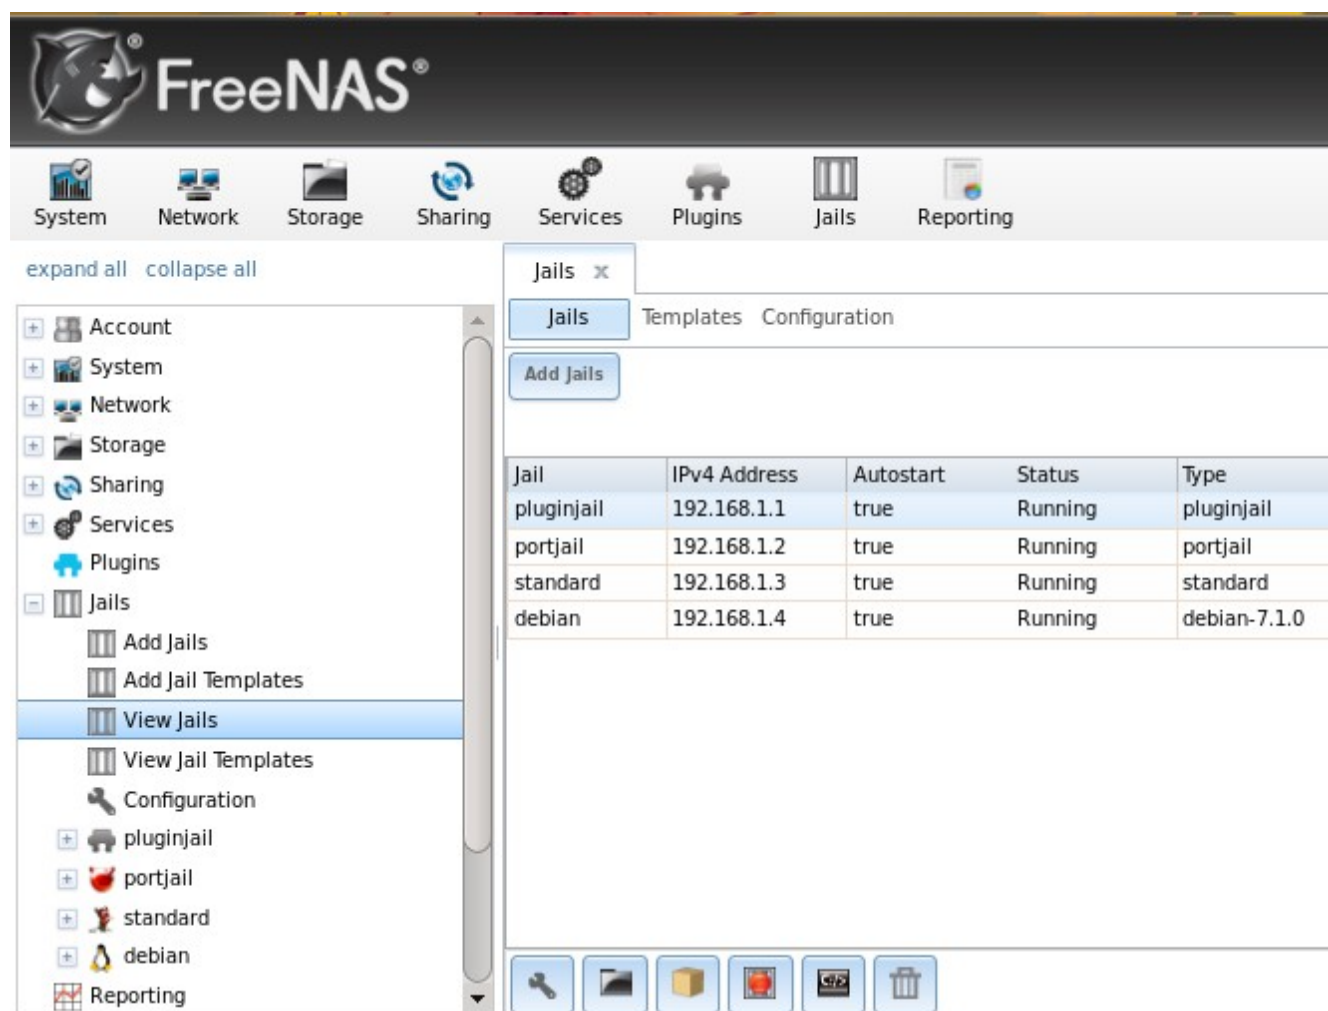 FreeNAS®
System Network Storage Sharing Services Plugins Jails Reporting
expand all collapse all
Account
System
Network
Storage
Sharing
Services
Plugins
Jails
Add Jails
Add Jail Templates
View Jails
View Jail Templates
Configuration
pluginjail
portjail
standard
debian
Reporting
Jails x
Jails Templates Configuration
Add Jails
Jail IPv4 Address Autostart Status Type
pluginjail 192.168.1.1 true Running pluginjail
portjail 192.168.1.2 true Running portjail
standard 192.168.1.3 true Running standard
debian 192.168.1.4 true Running debian-7.1.0